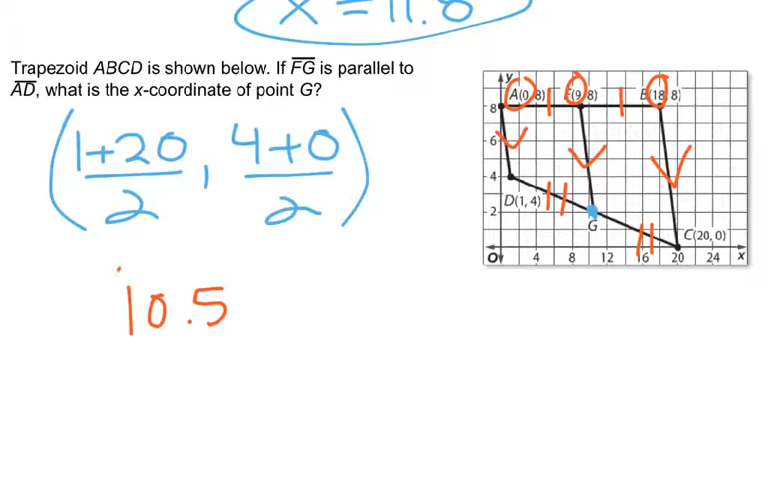 x = 11.8
Trapezoid ABCD is shown below. If FG is parallel to
AD, what is the x-coordinate of point G?
(1+20/2, 4+0/2)
10.5
y
A(0, 8) F(9, 8) B(18, 8)
8
6
4
D(1, 4)
2
G
C(20, 0)
O 4 8 12 16 20 24 x